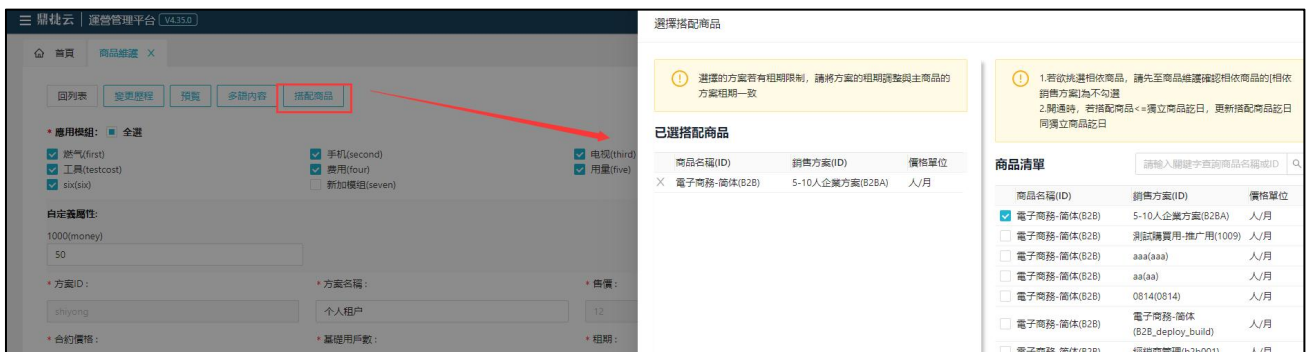 鼎捷云 | 運營管理平台 V4.35.0
首頁 商品維護 X
回列表 變更歷程 預覽 多語內容 搭配商品
* 應用模組: 全選
燃气(first) 手机(second) 电视(third)
工具(testcost) 费用(four) 用量(five)
six(six) 新加模组(seven)
自定義屬性:
1000(money)
50
* 方案ID: * 方案名稱: * 售價:
shiyong 个人租户 12
* 合約價格: * 基礎用戶數: * 租期:
選擇搭配商品
選擇的方案若有租期限制，請將方案的租期調整與主商品的
方案租期一致
已選搭配商品
商品名稱(ID) 銷售方案(ID) 價格單位
X 電子商務-简体(B2B) 5-10人企業方案(B2BA) 人/月
1.若欲挑選相依商品，請先至商品維護確認相依商品的[相依
銷售方案]為不勾選
2.開通時，若搭配商品<=獨立商品訖日，更新搭配商品訖日
同獨立商品訖日
商品清單 請輸入關鍵字查詢商品名稱或ID
商品名稱(ID) 銷售方案(ID) 價格單位
電子商務-简体(B2B) 5-10人企業方案(B2BA) 人/月
電子商務-简体(B2B) 測試購買用-推广用(1009) 人/月
電子商務-简体(B2B) aaa(aaa) 人/月
電子商務-简体(B2B) aa(aa) 人/月
電子商務-简体(B2B) 0814(0814) 人/月
電子商務-简体(B2B) 電子商務-简体 (B2B_deploy_build) 人/月
電子商務-简体(B2B) 經銷商管理(b2b001) 人/月